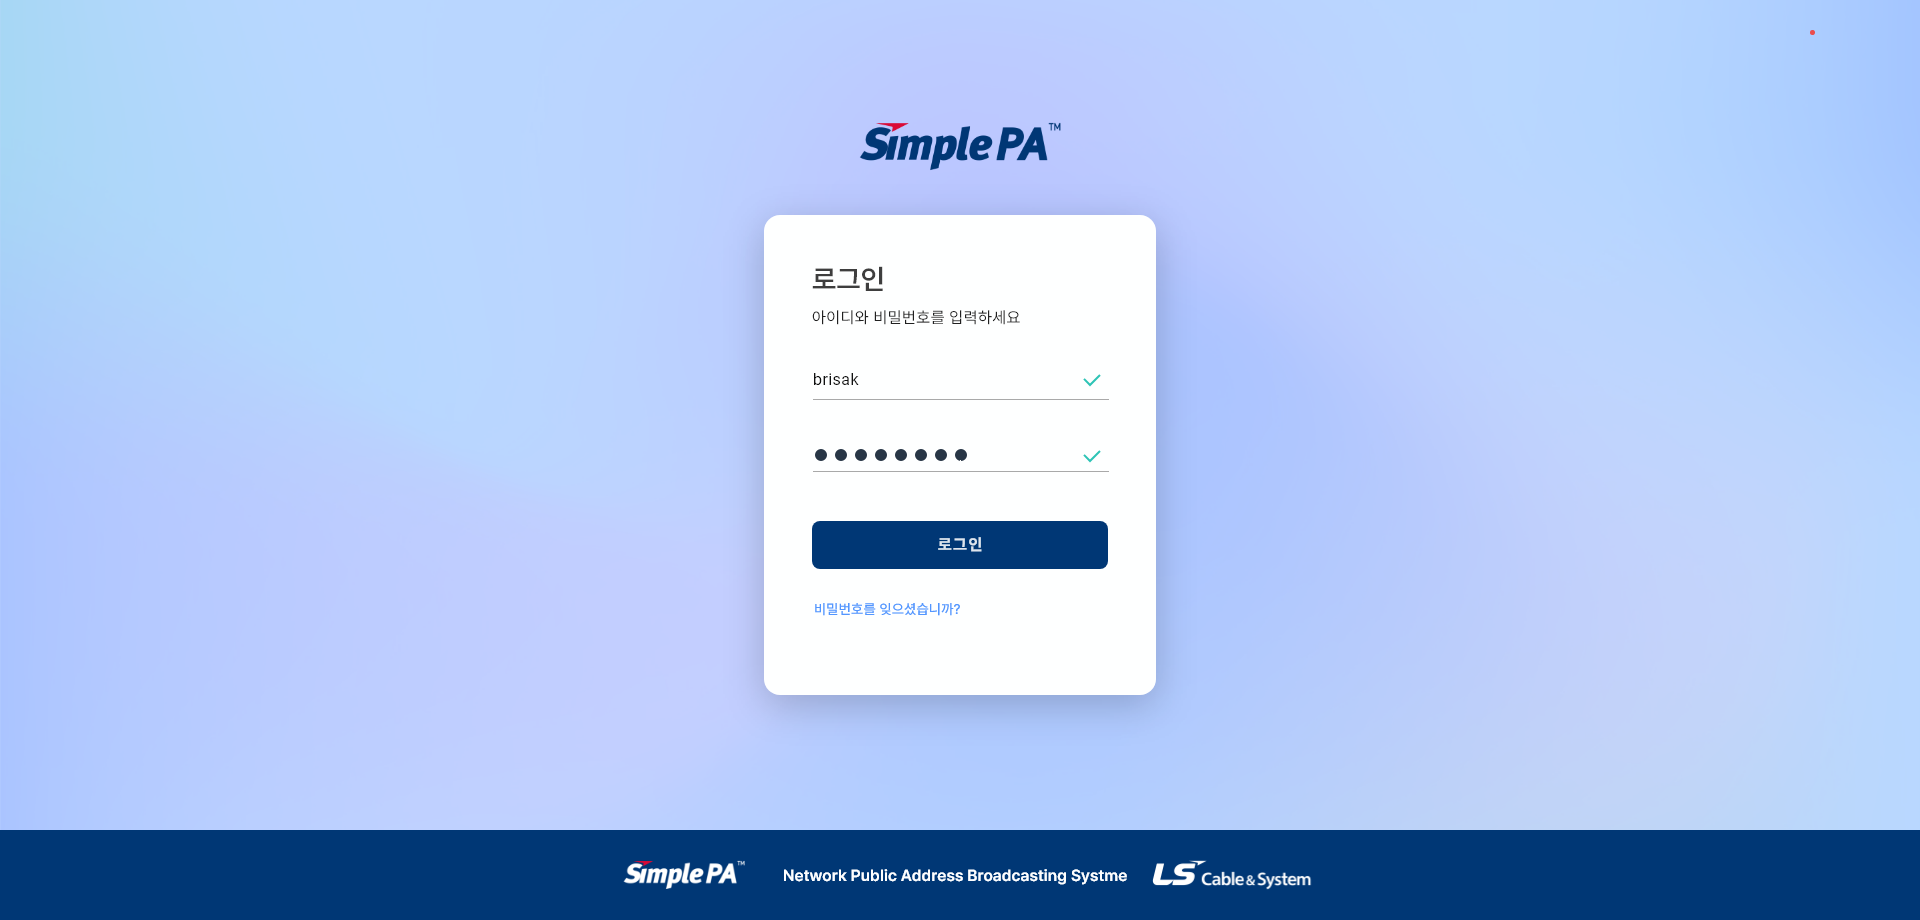 Simple PA™
로그인
아이디와 비밀번호를 입력하세요
brisak
로그인
비밀번호를 잊으셨습니까?
Simple PA™ Network Public Address Broadcasting Systme LS Cable & System